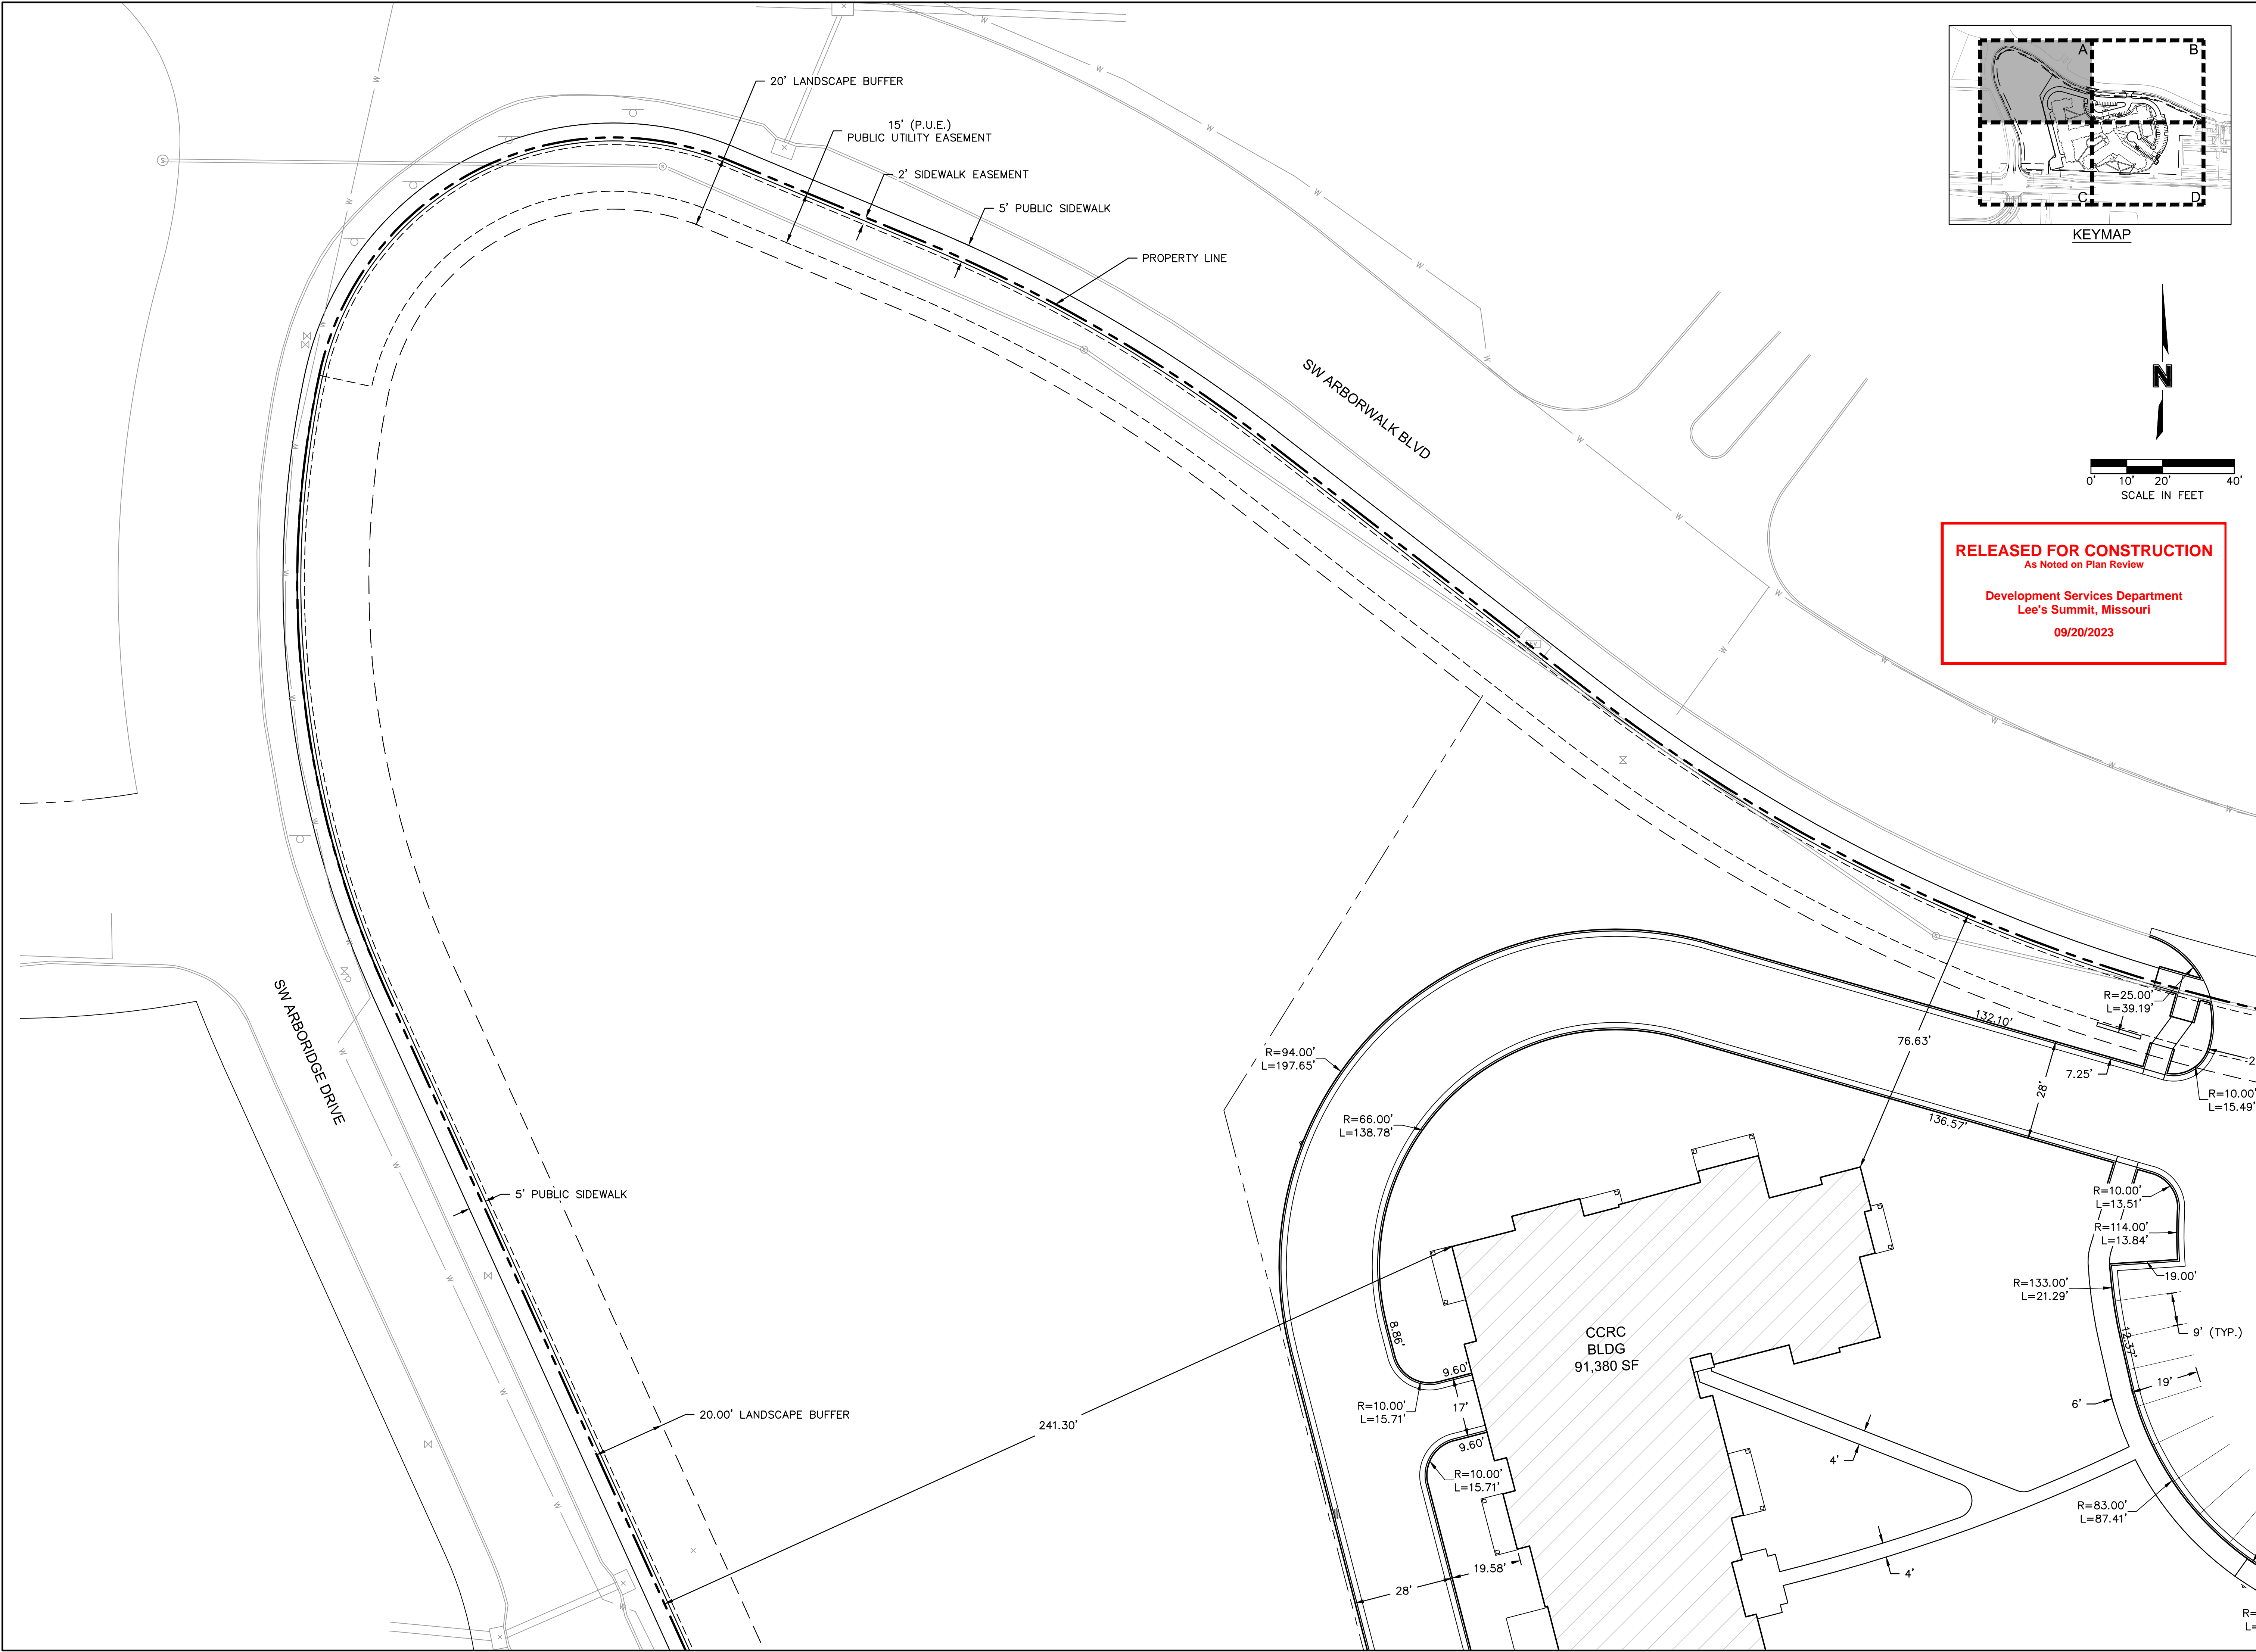 20' LANDSCAPE BUFFER
15' (P.U.E.)
PUBLIC UTILITY EASEMENT
2' SIDEWALK EASEMENT
5' PUBLIC SIDEWALK
PROPERTY LINE
SW ARBORWALK BLVD
A
B
C
D
KEYMAP
N
0' 10' 20' 40'
SCALE IN FEET
RELEASED FOR CONSTRUCTION
As Noted on Plan Review
Development Services Department
Lee's Summit, Missouri
09/20/2023
SW ARBORIDGE DRIVE
R=25.00'
L=39.19'
132.10'
76.63'
R=94.00'
L=197.65'
7.25'
28'
R=10.00'
L=15.49'
R=66.00'
L=138.78'
136.57'
5' PUBLIC SIDEWALK
R=10.00'
L=13.51'
R=114.00'
L=13.84'
19.00'
R=133.00'
L=21.29'
9' (TYP.)
12.37'
8.86'
CCRC
BLDG
91,380 SF
9.60'
19'
6'
R=10.00'
L=15.71'
17'
20.00' LANDSCAPE BUFFER
241.30'
9.60'
4'
R=10.00'
L=15.71'
R=83.00'
L=87.41'
19.58'
4'
28'
R=
L=